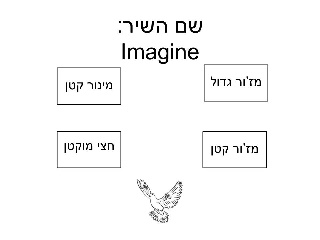 שם השיר:
Imagine
מז'ור גדול
מינור קטן
מז'ור קטן
חצי מוקטן